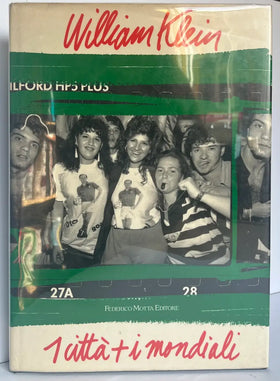 William Klein
ILFORD HP5 PLUS
27A
28
FEDERICO MOTTA EDITORE
1 città + i mondiali